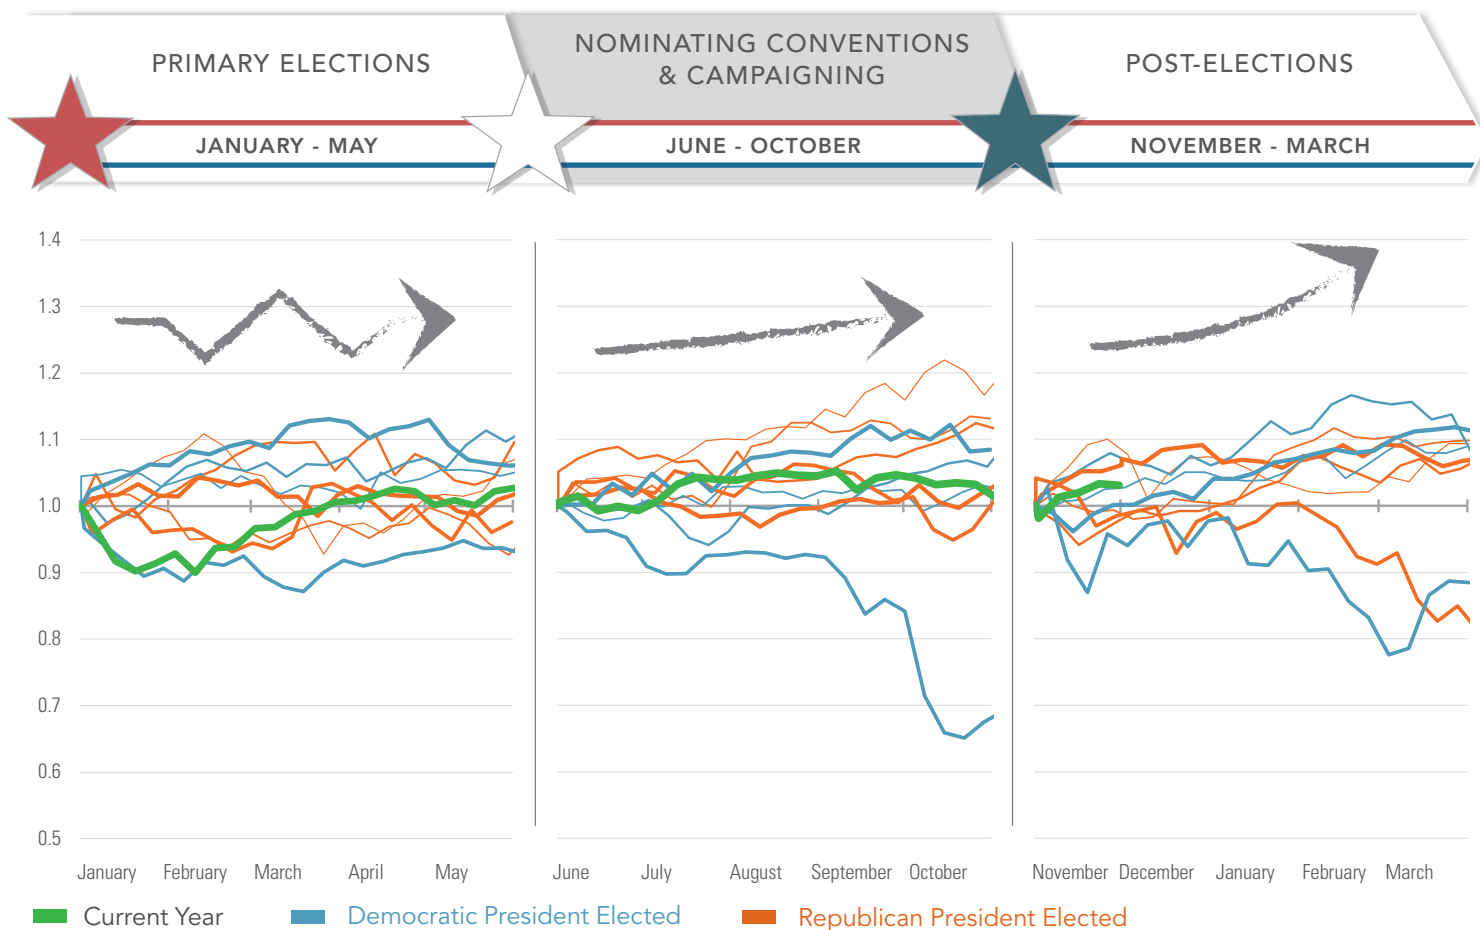 PRIMARY ELECTIONS
NOMINATING CONVENTIONS
& CAMPAIGNING
POST-ELECTIONS
JANUARY - MAY
JUNE - OCTOBER
NOVEMBER - MARCH
1.4
1.3
1.2
1.1
1.0
0.9
0.8
0.7
0.6
0.5
January February March April May
June July August September October
November December January February March
Current Year
Democratic President Elected
Republican President Elected